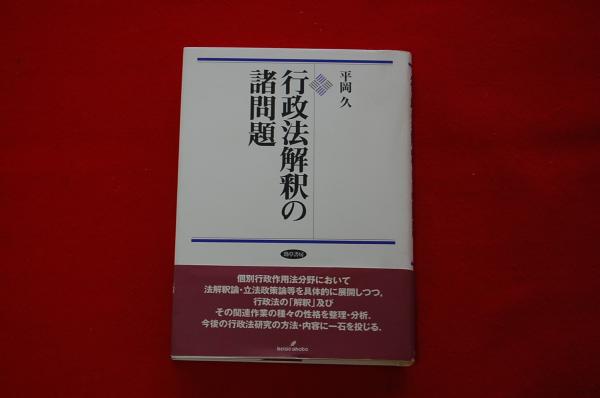 平岡 久
行政法解釈の
諸問題
勁草書房
個別行政作用法分野において
法解釈論・立法政策論等を具体的に展開しつつ，
行政法の「解釈」及び
その関連作業の種々の性格を整理・分析．
今後の行政法研究の方法・内容に一石を投じる．
keiso shobo